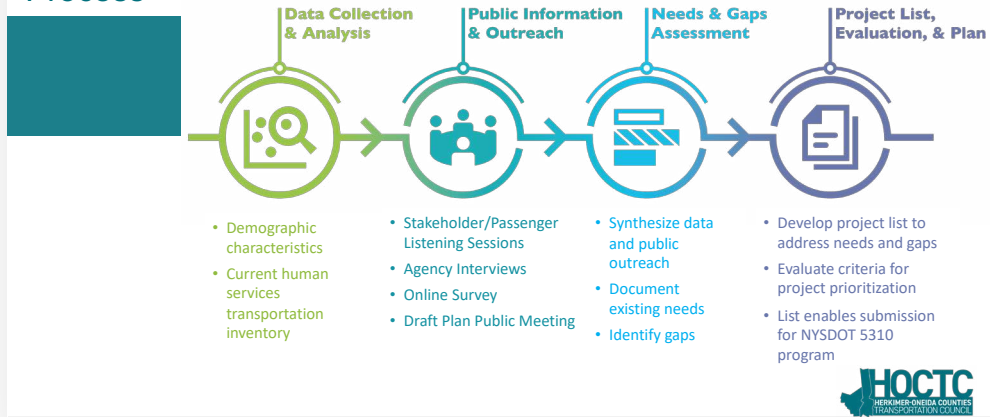 Process
Data Collection
& Analysis
Public Information
& Outreach
Needs & Gaps
Assessment
Project List,
Evaluation, & Plan
• Demographic
characteristics
• Current human
services
transportation
inventory
• Stakeholder/Passenger
Listening Sessions
• Agency Interviews
• Online Survey
• Draft Plan Public Meeting
• Synthesize data
and public
outreach
• Document
existing needs
• Identify gaps
• Develop project list to
address needs and gaps
• Evaluate criteria for
project prioritization
• List enables submission
for NYSDOT 5310
program
HOCTC
HERKIMER-ONEIDA COUNTIES
TRANSPORTATION COUNCIL